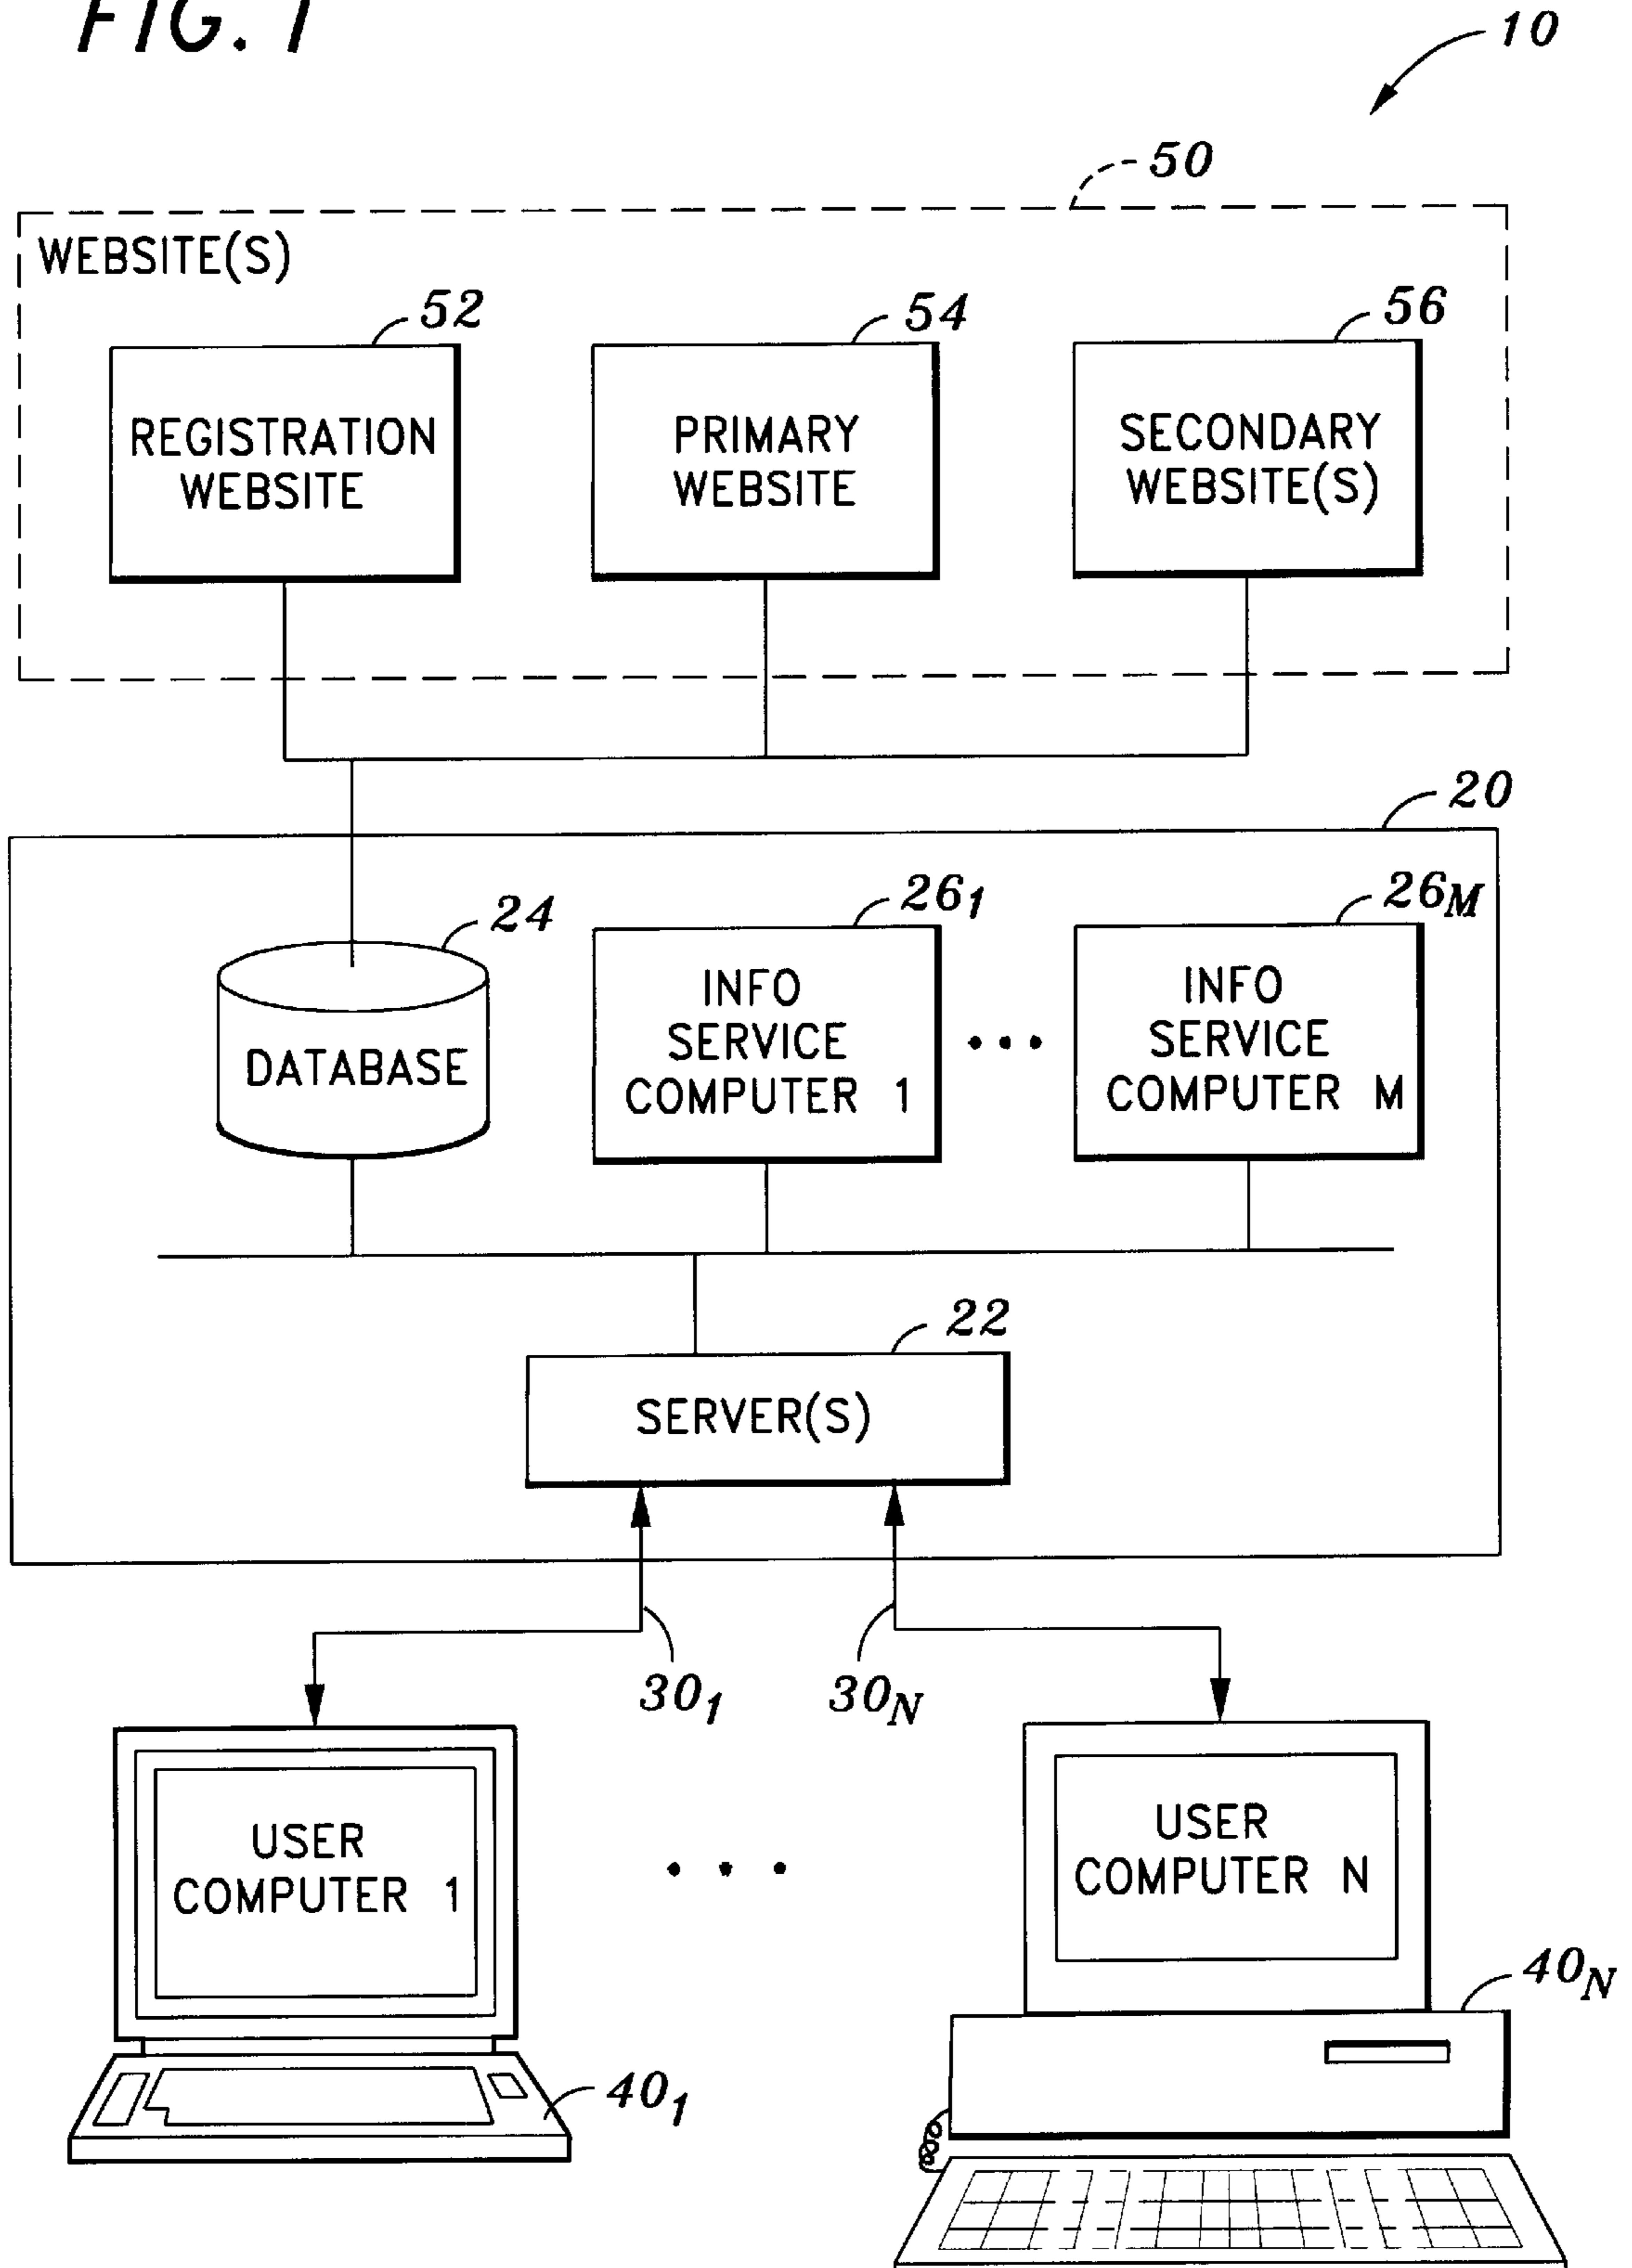 FIG. 1
10
50
WEBSITE(S)
52
54
56
REGISTRATION
WEBSITE
PRIMARY
WEBSITE
SECONDARY
WEBSITE(S)
20
24
26₁
26M
DATABASE
INFO
SERVICE
COMPUTER 1
INFO
SERVICE
COMPUTER M
22
SERVER(S)
30₁
30N
USER
COMPUTER 1
USER
COMPUTER N
40N
40₁